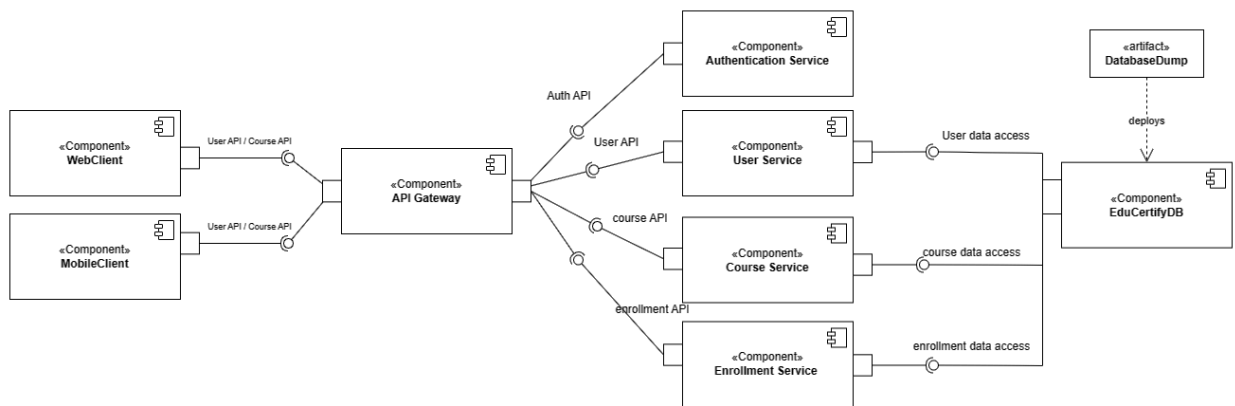 «Component»
WebClient
User API / Course API
«Component»
MobileClient
User API / Course API
«Component»
API Gateway
Auth API
User API
course API
enrollment API
«Component»
Authentication Service
«Component»
User Service
«Component»
Course Service
«Component»
Enrollment Service
User data access
course data access
enrollment data access
«artifact»
DatabaseDump
deploys
«Component»
EduCertifyDB